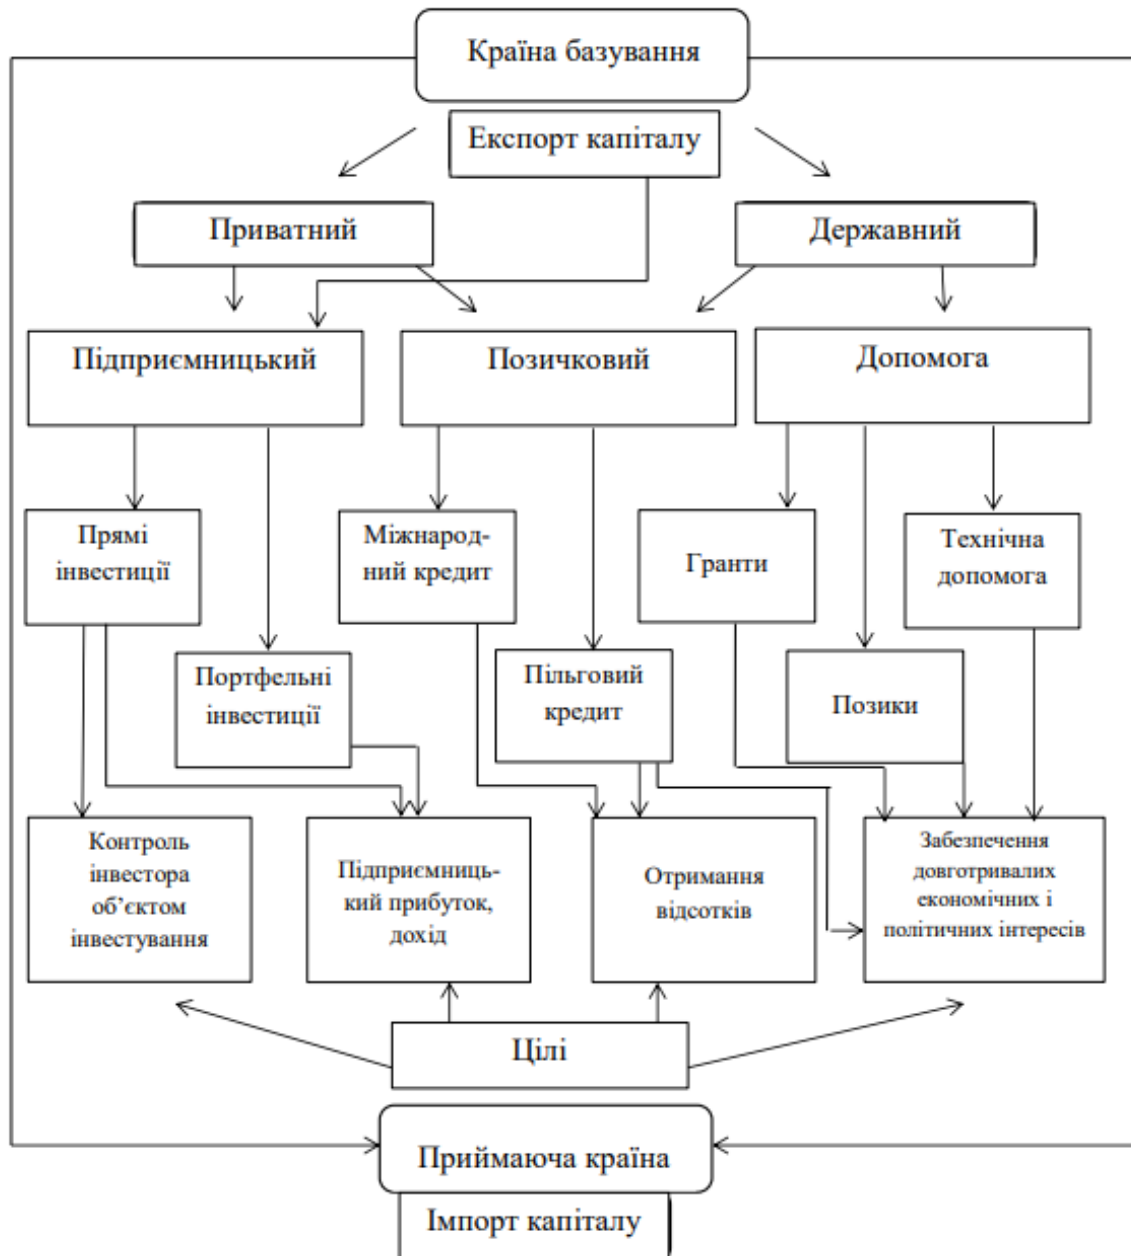 Країна базування
Експорт капіталу
Приватний
Державний
Підприємницький
Позичковий
Допомога
Прямі
інвестиції
Міжнарод-
ний кредит
Гранти
Технічна
допомога
Портфельні
інвестиції
Пільговий
кредит
Позики
Контроль
інвестора
об’єктом
інвестування
Підприємниць-
кий прибуток,
дохід
Отримання
відсотків
Забезпечення
довготривалих
економічних і
політичних інтересів
Цілі
Приймаюча країна
Імпорт капіталу